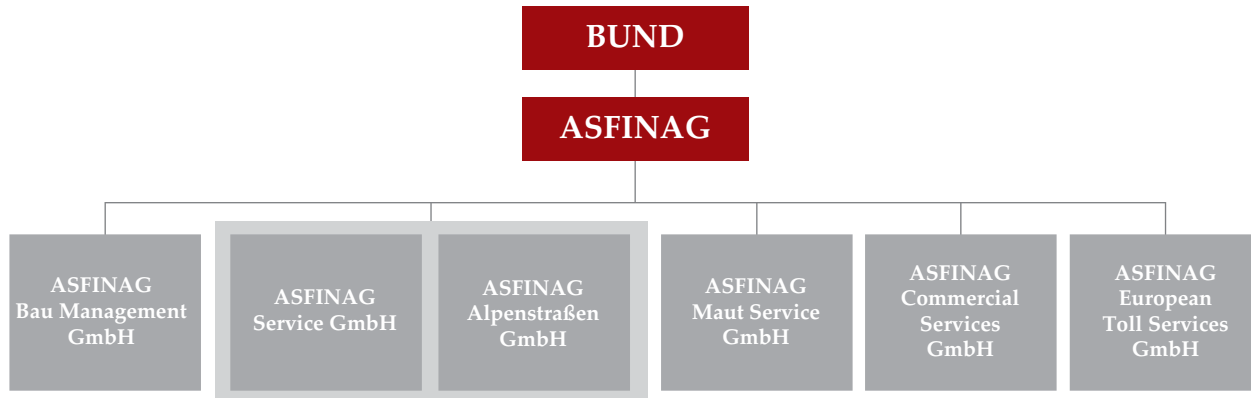 BUND
ASFINAG
ASFINAG
Bau Management
GmbH
ASFINAG
Service GmbH
ASFINAG
Alpenstraßen
GmbH
ASFINAG
Maut Service
GmbH
ASFINAG
Commercial
Services
GmbH
ASFINAG
European
Toll Services
GmbH